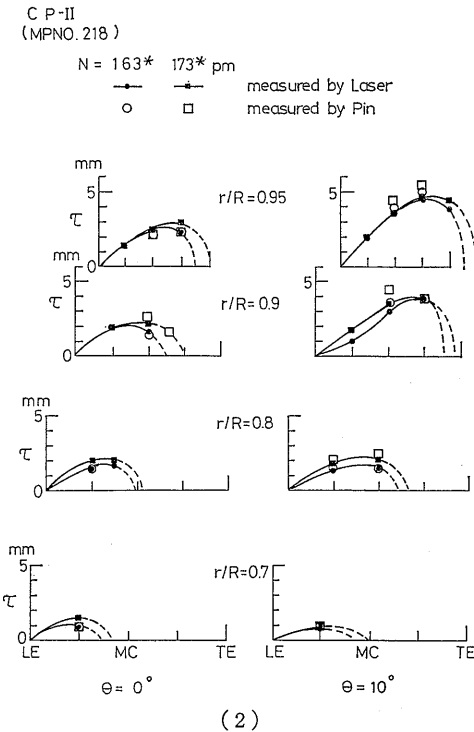 C P-II
(MPNO. 218)
N = 163* 173* pm
measured by Laser
measured by Pin
mm
5
τ
0
r/R=0.95
5
mm
5
τ
0
r/R=0.9
5
0
mm
5
τ
0
r/R=0.8
mm
5
τ
0
r/R=0.7
LE MC TE
LE MC TE
θ= 0°
θ=10°
(2)